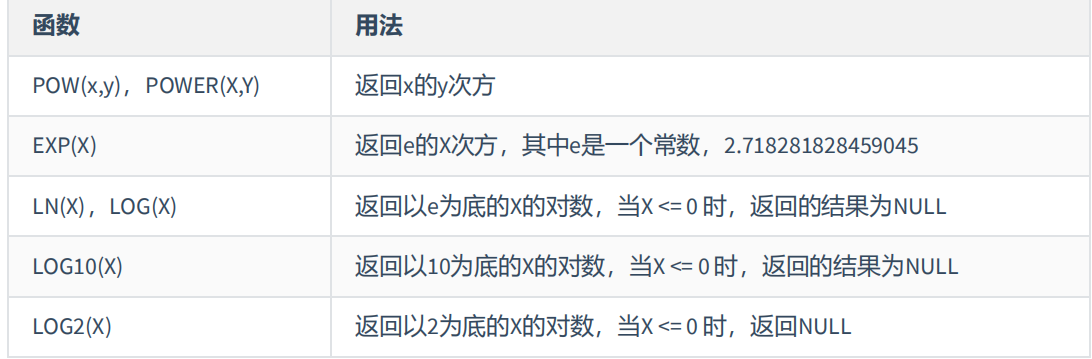 函数 用法
POW(x,y)，POWER(X,Y) 返回x的y次方
EXP(X) 返回e的X次方，其中e是一个常数，2.718281828459045
LN(X)，LOG(X) 返回以e为底的X的对数，当X <= 0 时，返回的结果为NULL
LOG10(X) 返回以10为底的X的对数，当X <= 0 时，返回的结果为NULL
LOG2(X) 返回以2为底的X的对数，当X <= 0 时，返回NULL